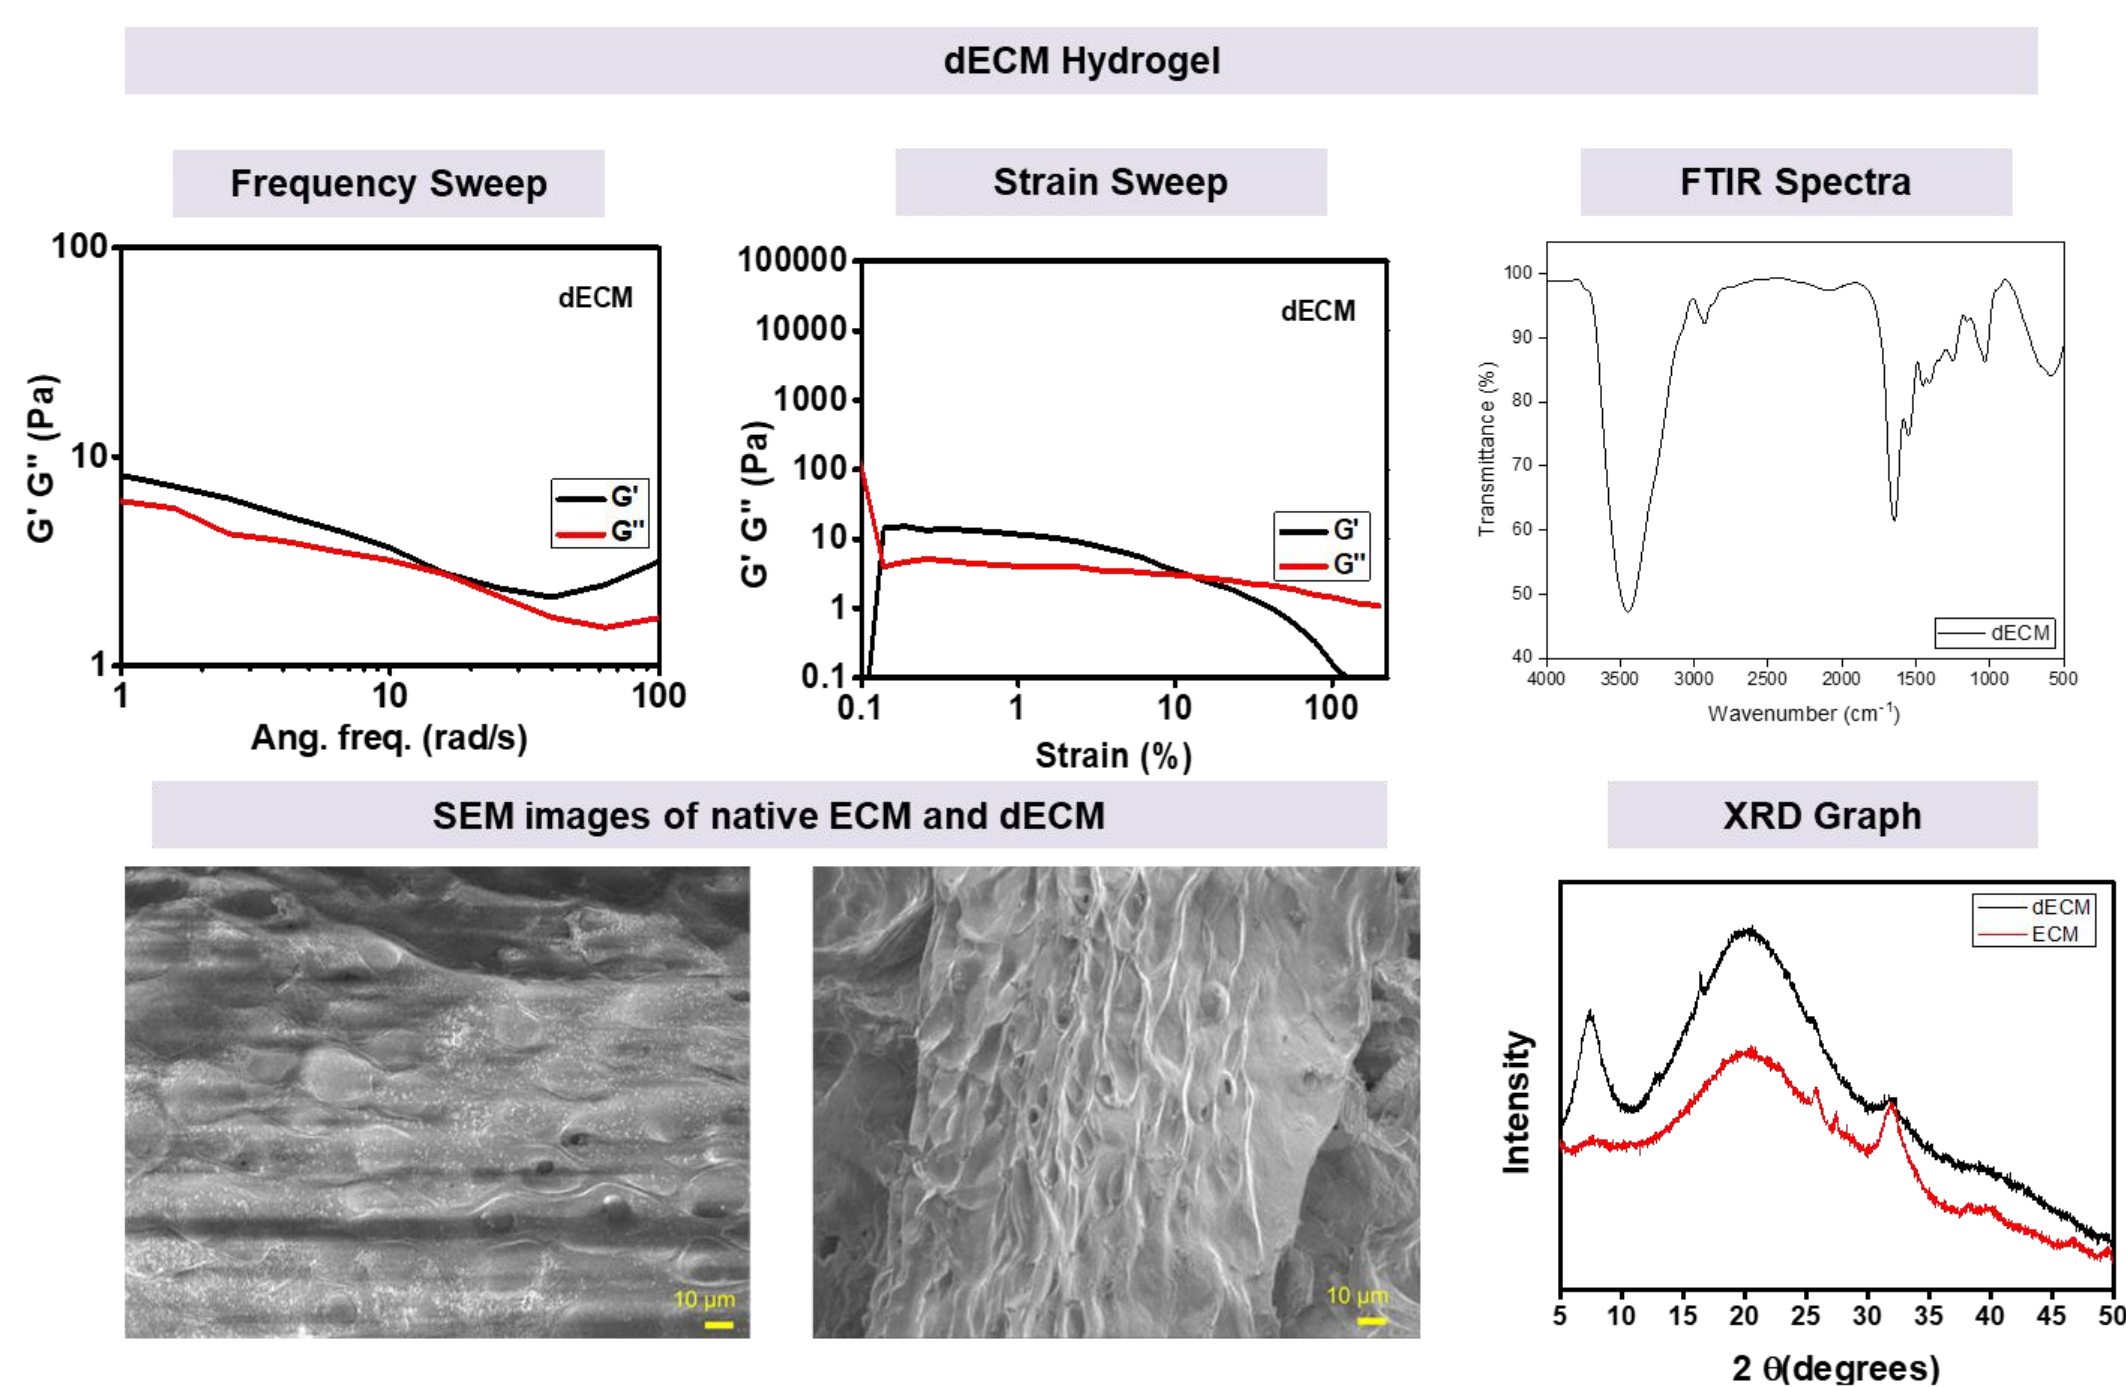 dECM Hydrogel
Frequency Sweep
Strain Sweep
FTIR Spectra
100
10
1
1
10
100
G' G" (Pa)
Ang. freq. (rad/s)
dECM
G'
G"
100000
10000
1000
100
10
1
0.1
0.1
1
10
100
G' G" (Pa)
Strain (%)
dECM
G'
G"
100
90
80
70
60
50
40
4000
3500
3000
2500
2000
1500
1000
500
Transmittance (%)
Wavenumber (cm⁻¹)
dECM
SEM images of native ECM and dECM
XRD Graph
10 µm
10 µm
dECM
ECM
Intensity
5
10
15
20
25
30
35
40
45
50
2 θ(degrees)